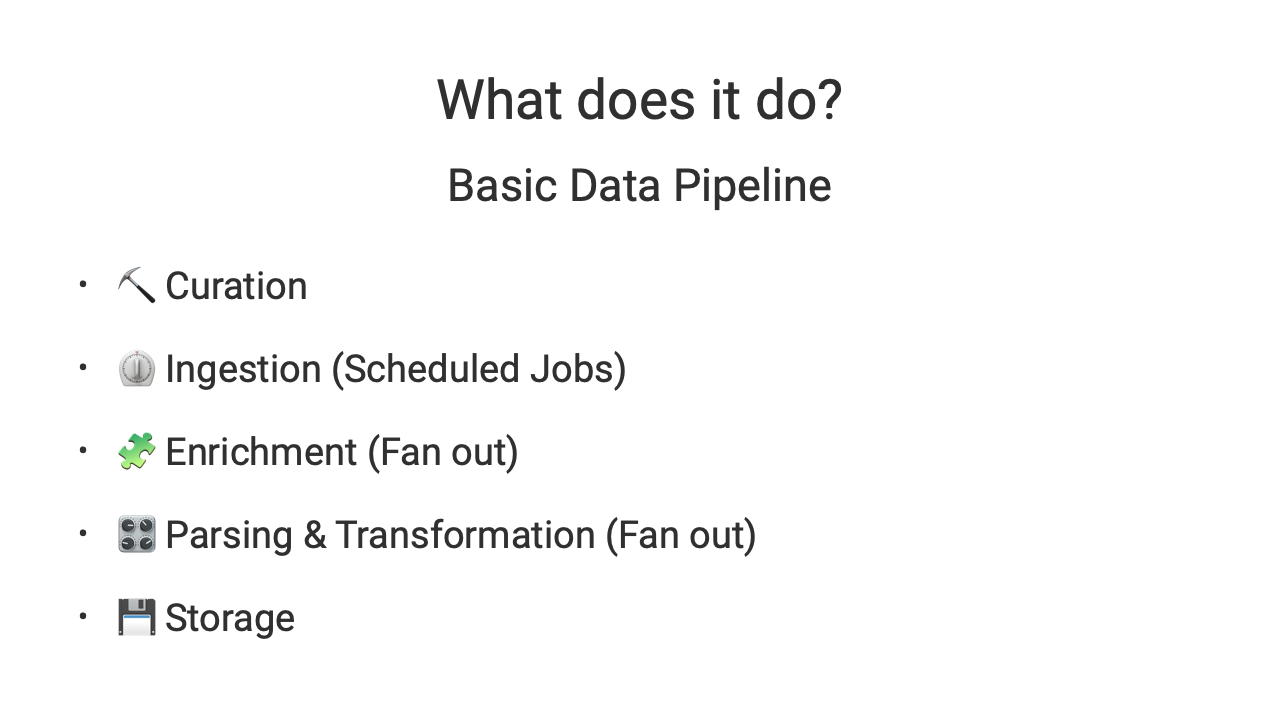 What does it do?
Basic Data Pipeline
• ⛏️ Curation
• ⏲️ Ingestion (Scheduled Jobs)
• 🧩 Enrichment (Fan out)
• 🎛️ Parsing & Transformation (Fan out)
• 💾 Storage